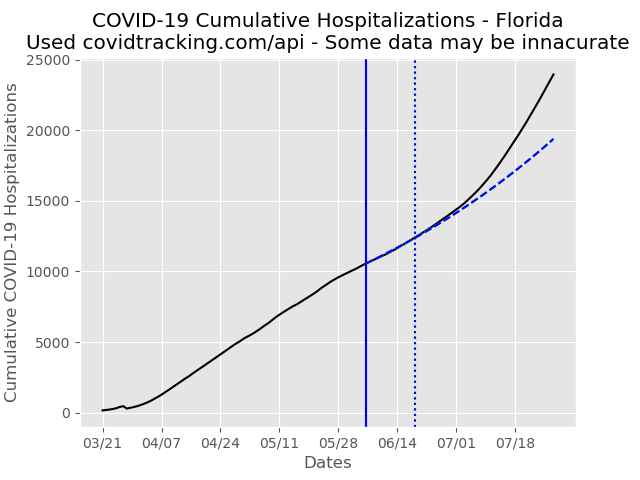 COVID-19 Cumulative Hospitalizations - Florida
Used covidtracking.com/api - Some data may be innacurate
Cumulative COVID-19 Hospitalizations
25000
20000
15000
10000
5000
0
03/21 04/07 04/24 05/11 05/28 06/14 07/01 07/18
Dates